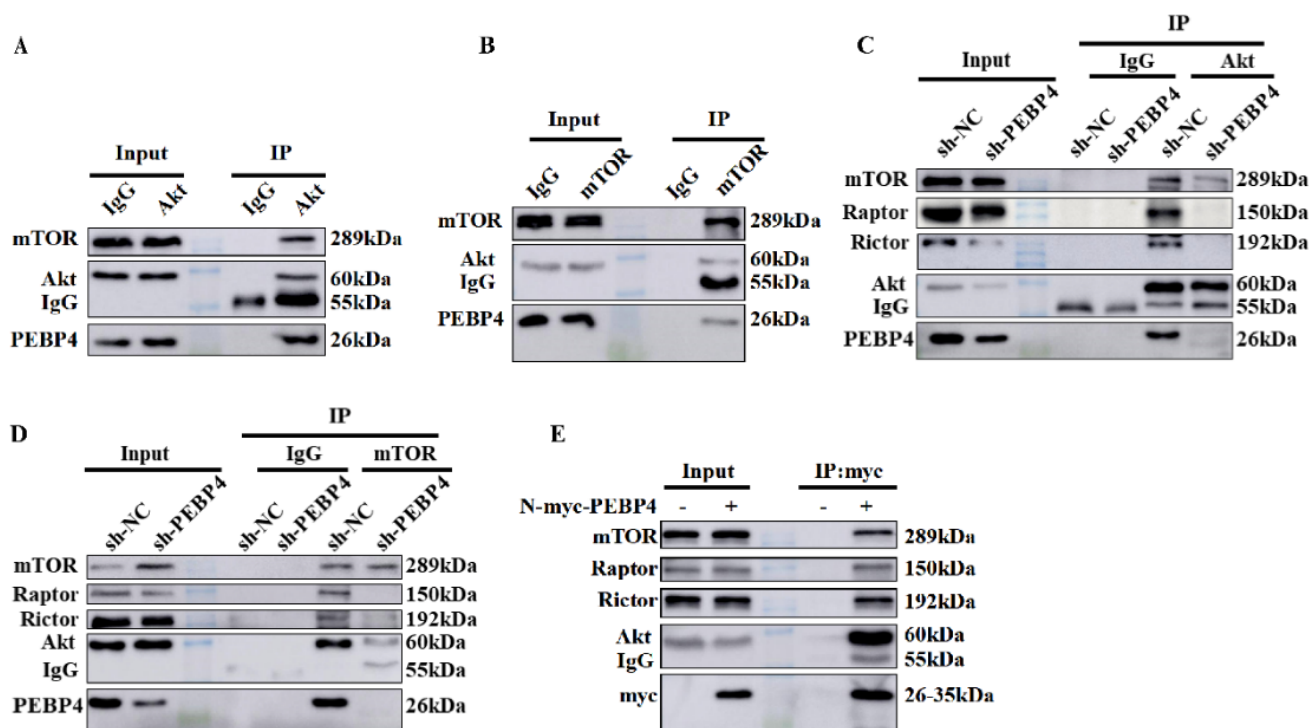 A
Input IP
IgG Akt IgG Akt
mTOR 289kDa
Akt 60kDa
IgG 55kDa
PEBP4 26kDa
B
Input IP
IgG mTOR IgG mTOR
mTOR 289kDa
Akt 60kDa
IgG 55kDa
PEBP4 26kDa
C
IP
Input IgG Akt
sh-NC sh-PEBP4 sh-NC sh-PEBP4 sh-NC sh-PEBP4
mTOR 289kDa
Raptor 150kDa
Rictor 192kDa
Akt 60kDa
IgG 55kDa
PEBP4 26kDa
D
IP
Input IgG mTOR
sh-NC sh-PEBP4 sh-NC sh-PEBP4 sh-NC sh-PEBP4
mTOR 289kDa
Raptor 150kDa
Rictor 192kDa
Akt 60kDa
IgG 55kDa
PEBP4 26kDa
E
Input IP:myc
N-myc-PEBP4 - + - +
mTOR 289kDa
Raptor 150kDa
Rictor 192kDa
Akt 60kDa
IgG 55kDa
myc 26-35kDa